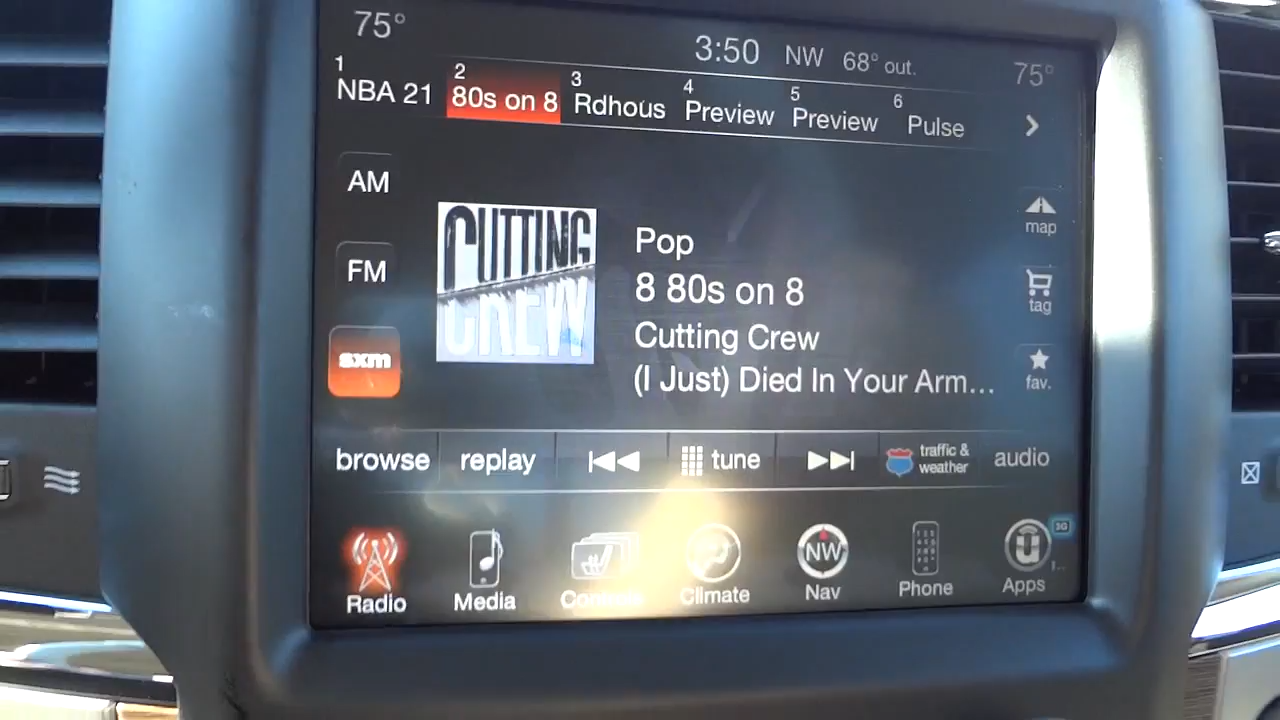 75°
3:50 NW 68° out.
75°
1 NBA 21
2 80s on 8
3 Rdhous
4 Preview
5 Preview
6 Pulse
AM
FM
sxm
CUTTING
CREW
Pop
8 80s on 8
Cutting Crew
(I Just) Died In Your Arm...
map
tag
fav.
browse
replay
tune
traffic &
weather
audio
Radio
Media
Climate
NW
Nav
Phone
3G
Apps